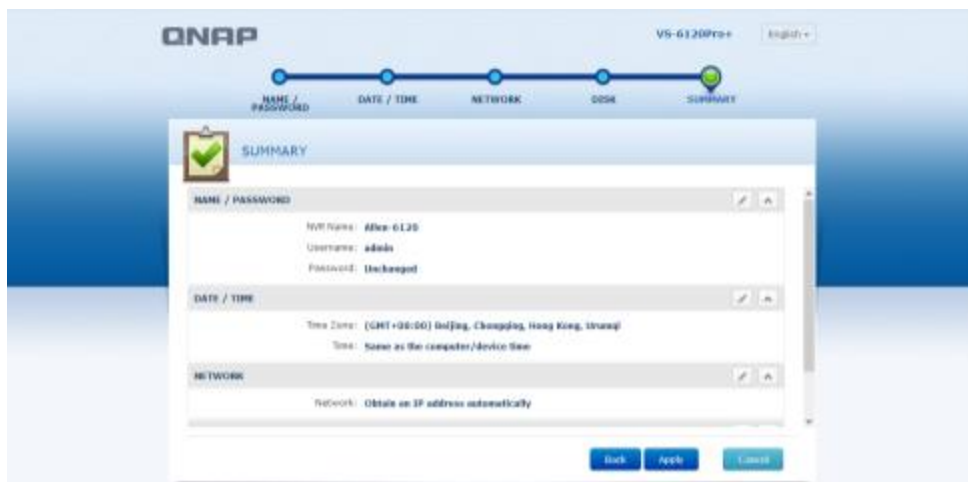 QNAP
VS-6120Pro+
English
NAME / PASSWORD
DATE / TIME
NETWORK
DISK
SUMMARY
SUMMARY
NAME / PASSWORD
NVR Name: Allen-6120
Username: admin
Password: Unchanged
DATE / TIME
Time Zone: (GMT+08:00) Beijing, Chongqing, Hong Kong, Urumqi
Time: Same as the computer/device time
NETWORK
Network: Obtain an IP address automatically
Back
Apply
Cancel